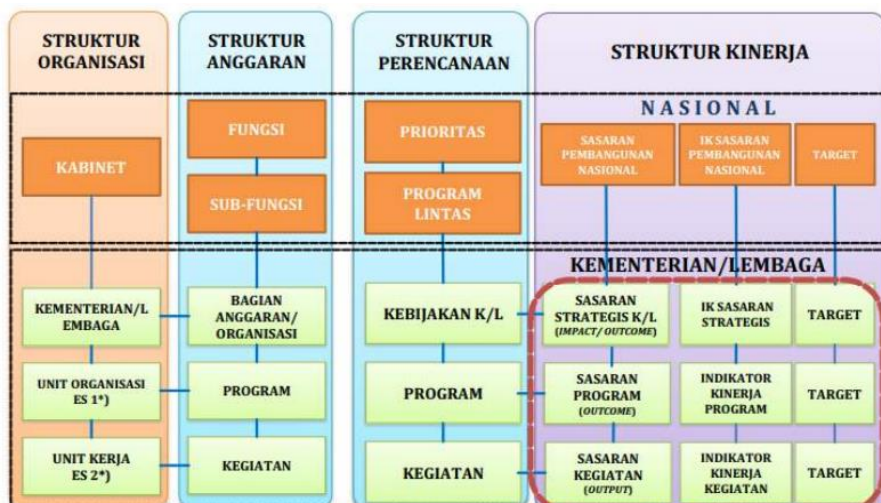 STRUKTUR
ORGANISASI
STRUKTUR
ANGGARAN
STRUKTUR
PERENCANAAN
STRUKTUR KINERJA
NASIONAL
KABINET
FUNGSI
SUB-FUNGSI
PRIORITAS
PROGRAM
LINTAS
SASARAN
PEMBANGUNAN
NASIONAL
IK SASARAN
PEMBANGUNAN
NASIONAL
TARGET
KEMENTERIAN/LEMBAGA
KEMENTERIAN/L
EMBAGA
BAGIAN
ANGGARAN/
ORGANISASI
KEBIJAKAN K/L
SASARAN
STRATEGIS K/L
(IMPACT/ OUTCOME)
IK SASARAN
STRATEGIS
TARGET
UNIT ORGANISASI
ES 1*)
PROGRAM
PROGRAM
SASARAN
PROGRAM
(OUTCOME)
INDIKATOR
KINERJA
PROGRAM
TARGET
UNIT KERJA
ES 2*)
KEGIATAN
KEGIATAN
SASARAN
KEGIATAN
(OUTPUT)
INDIKATOR
KINERJA
KEGIATAN
TARGET